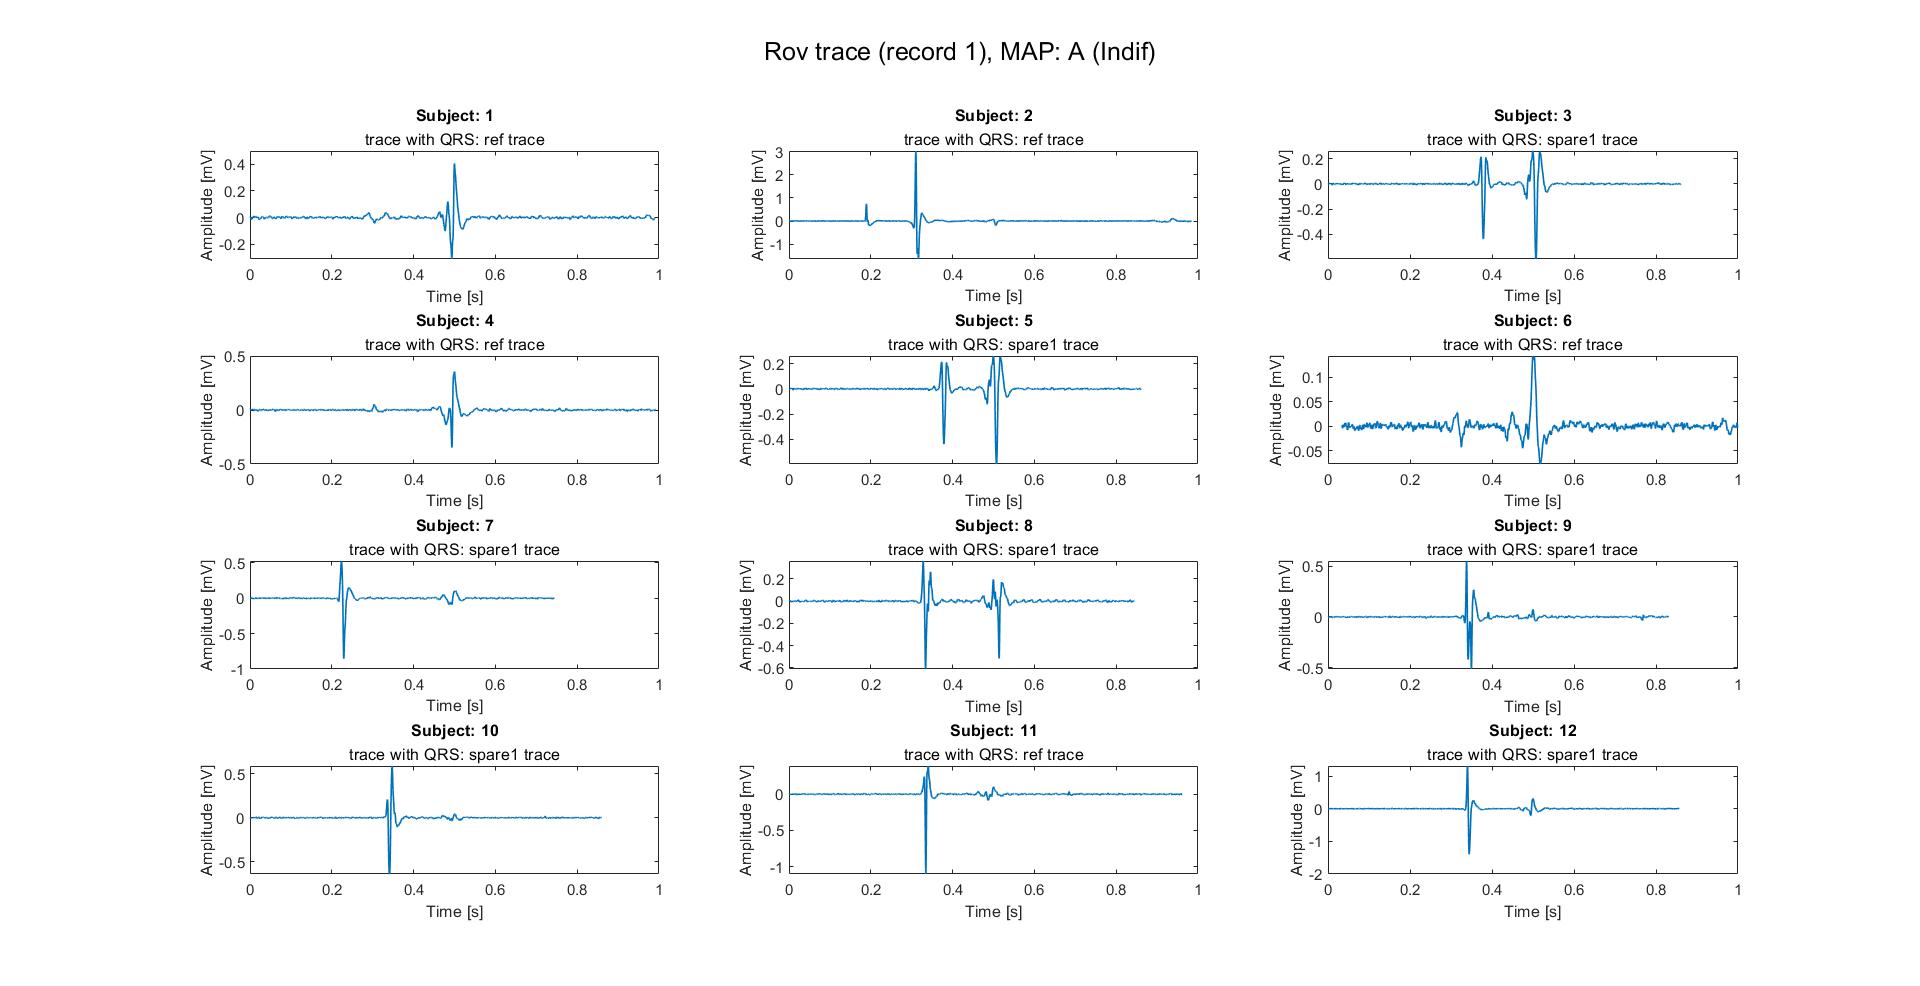 Rov trace (record 1), MAP: A (Indif)
Subject: 1
trace with QRS: ref trace
Amplitude [mV]
0.4
0.2
0
-0.2
0 0.2 0.4 0.6 0.8 1
Time [s]
Subject: 2
trace with QRS: ref trace
Amplitude [mV]
3
2
1
0
-1
0 0.2 0.4 0.6 0.8 1
Time [s]
Subject: 3
trace with QRS: spare1 trace
Amplitude [mV]
0.2
0
-0.2
-0.4
0 0.2 0.4 0.6 0.8 1
Time [s]
Subject: 4
trace with QRS: ref trace
Amplitude [mV]
0.5
0
-0.5
0 0.2 0.4 0.6 0.8 1
Time [s]
Subject: 5
trace with QRS: spare1 trace
Amplitude [mV]
0.2
0
-0.2
-0.4
0 0.2 0.4 0.6 0.8 1
Time [s]
Subject: 6
trace with QRS: ref trace
Amplitude [mV]
0.1
0.05
0
-0.05
0 0.2 0.4 0.6 0.8 1
Time [s]
Subject: 7
trace with QRS: spare1 trace
Amplitude [mV]
0.5
0
-0.5
-1
0 0.2 0.4 0.6 0.8 1
Time [s]
Subject: 8
trace with QRS: spare1 trace
Amplitude [mV]
0.2
0
-0.2
-0.4
-0.6
0 0.2 0.4 0.6 0.8 1
Time [s]
Subject: 9
trace with QRS: spare1 trace
Amplitude [mV]
0.5
0
-0.5
0 0.2 0.4 0.6 0.8 1
Time [s]
Subject: 10
trace with QRS: spare1 trace
Amplitude [mV]
0.5
0
-0.5
0 0.2 0.4 0.6 0.8 1
Time [s]
Subject: 11
trace with QRS: ref trace
Amplitude [mV]
0
-0.5
-1
0 0.2 0.4 0.6 0.8 1
Time [s]
Subject: 12
trace with QRS: spare1 trace
Amplitude [mV]
1
0
-1
-2
0 0.2 0.4 0.6 0.8 1
Time [s]